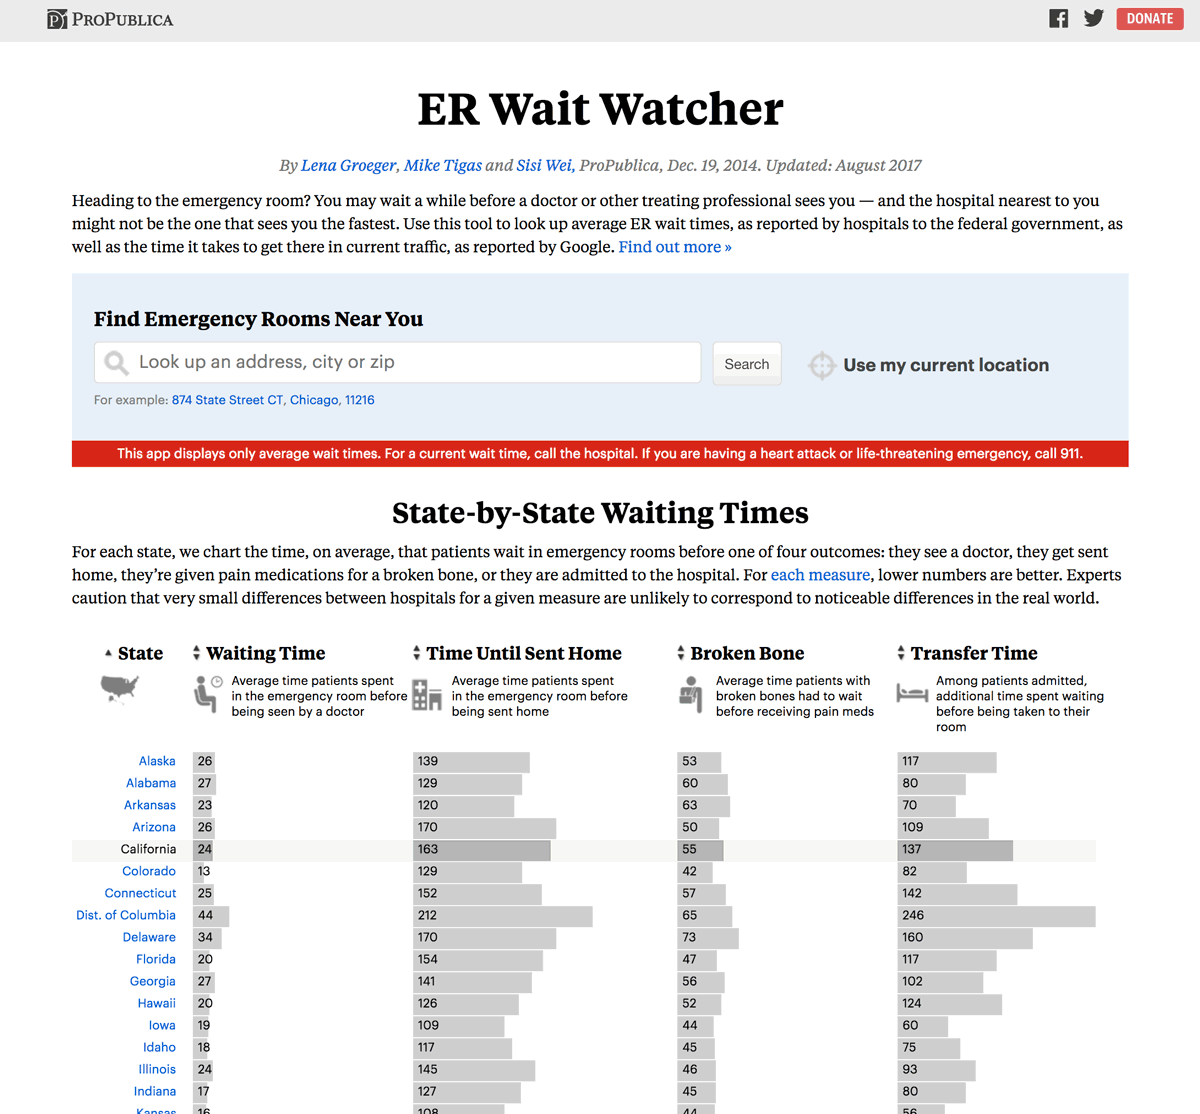 PROPUBLICA
DONATE
ER Wait Watcher
By Lena Groeger, Mike Tigas and Sisi Wei, ProPublica, Dec. 19, 2014. Updated: August 2017
Heading to the emergency room? You may wait a while before a doctor or other treating professional sees you — and the hospital nearest to you
might not be the one that sees you the fastest. Use this tool to look up average ER wait times, as reported by hospitals to the federal government, as
well as the time it takes to get there in current traffic, as reported by Google. Find out more »
Find Emergency Rooms Near You
Look up an address, city or zip
Search
Use my current location
For example: 874 State Street CT, Chicago, 11216
This app displays only average wait times. For a current wait time, call the hospital. If you are having a heart attack or life-threatening emergency, call 911.
State-by-State Waiting Times
For each state, we chart the time, on average, that patients wait in emergency rooms before one of four outcomes: they see a doctor, they get sent
home, they're given pain medications for a broken bone, or they are admitted to the hospital. For each measure, lower numbers are better. Experts
caution that very small differences between hospitals for a given measure are unlikely to correspond to noticeable differences in the real world.
State
Waiting Time
Average time patients spent
in the emergency room before
being seen by a doctor
Time Until Sent Home
Average time patients spent
in the emergency room before
being sent home
Broken Bone
Average time patients with
broken bones had to wait
before receiving pain meds
Transfer Time
Among patients admitted,
additional time spent waiting
before being taken to their
room
Alaska 26 139 53 117
Alabama 27 129 60 80
Arkansas 23 120 63 70
Arizona 26 170 50 109
California 24 163 55 137
Colorado 13 129 42 82
Connecticut 25 152 57 142
Dist. of Columbia 44 212 65 246
Delaware 34 170 73 160
Florida 20 154 47 117
Georgia 27 141 56 102
Hawaii 20 126 52 124
Iowa 19 109 44 60
Idaho 18 117 45 75
Illinois 24 145 46 93
Indiana 17 127 45 80
Kansas 16 108 44 56